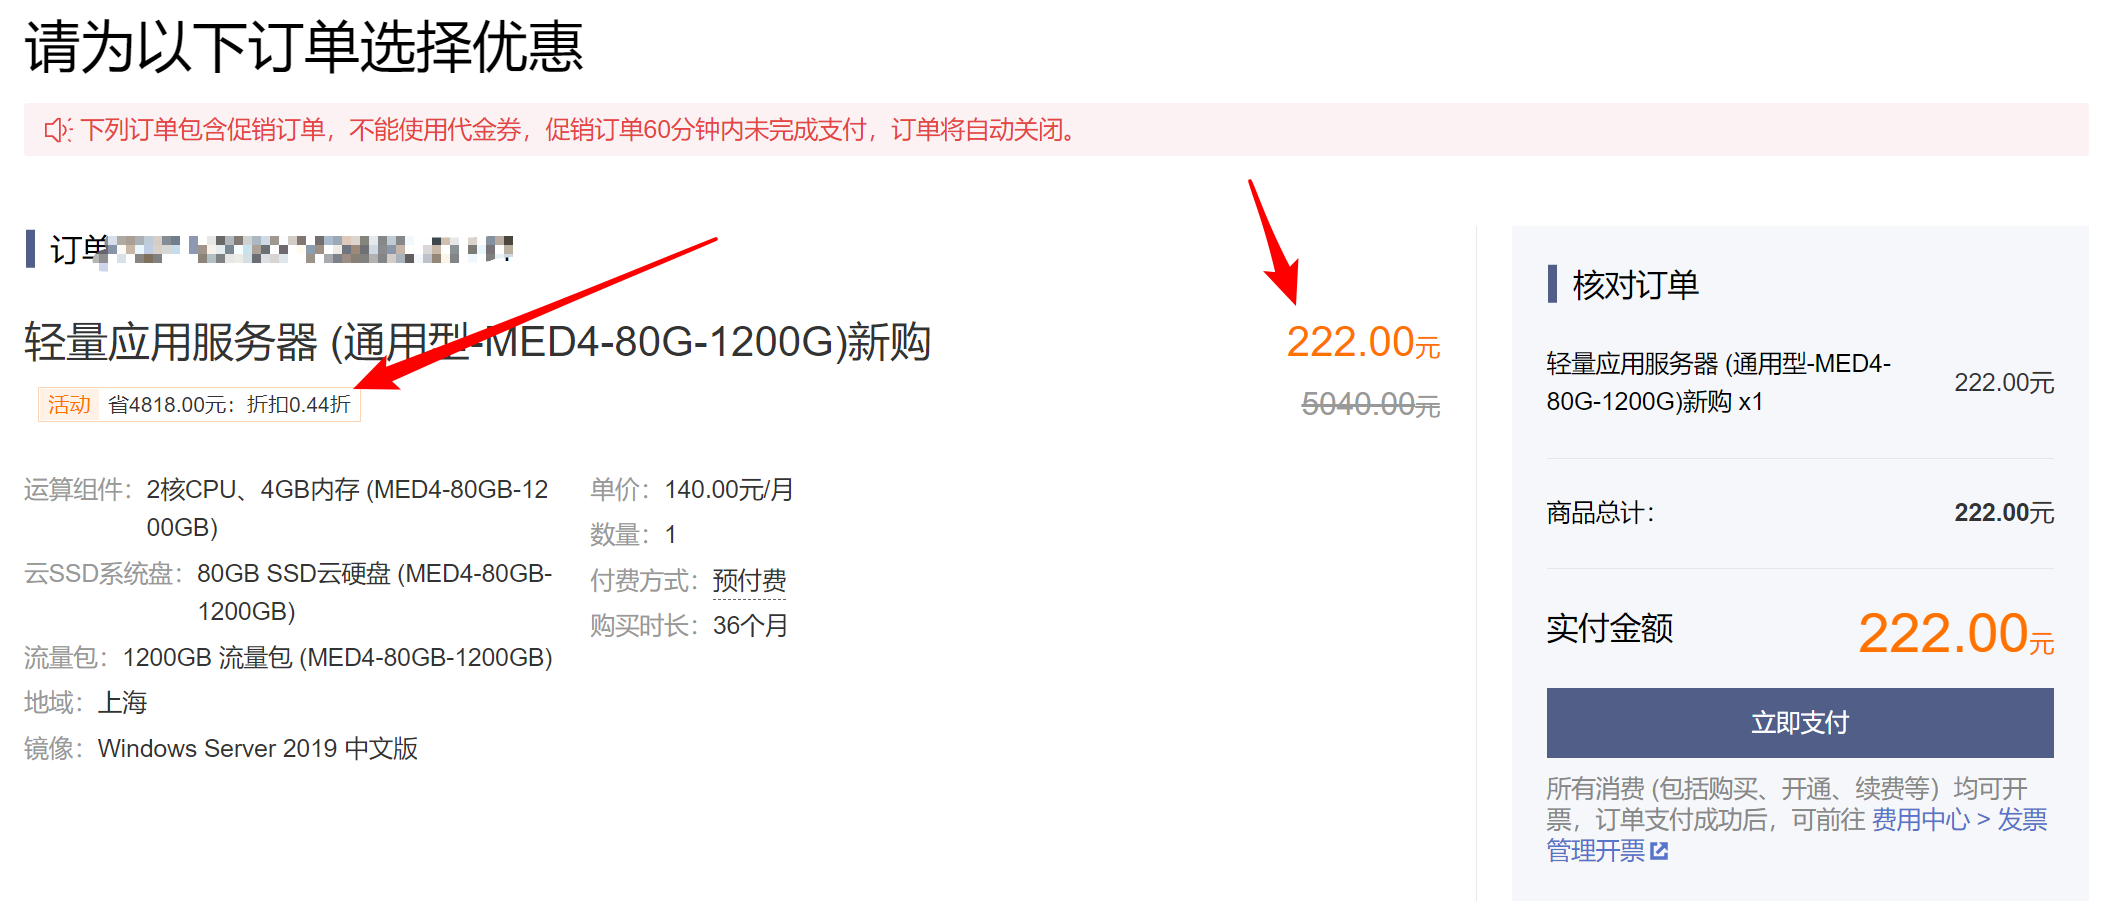 请为以下订单选择优惠
下列订单包含促销订单，不能使用代金券，促销订单60分钟内未完成支付，订单将自动关闭。
订单
轻量应用服务器 (通用型-MED4-80G-1200G)新购
222.00元
活动 省4818.00元：折扣0.44折
5040.00元
运算组件：2核CPU、4GB内存 (MED4-80GB-12
00GB)
云SSD系统盘：80GB SSD云硬盘 (MED4-80GB-
1200GB)
流量包：1200GB 流量包 (MED4-80GB-1200GB)
地域：上海
镜像：Windows Server 2019 中文版
单价：140.00元/月
数量：1
付费方式：预付费
购买时长：36个月
核对订单
轻量应用服务器 (通用型-MED4-
80G-1200G)新购 x1
222.00元
商品总计：
222.00元
实付金额
222.00元
立即支付
所有消费 (包括购买、开通、续费等）均可开
票，订单支付成功后，可前往 费用中心 > 发票
管理开票